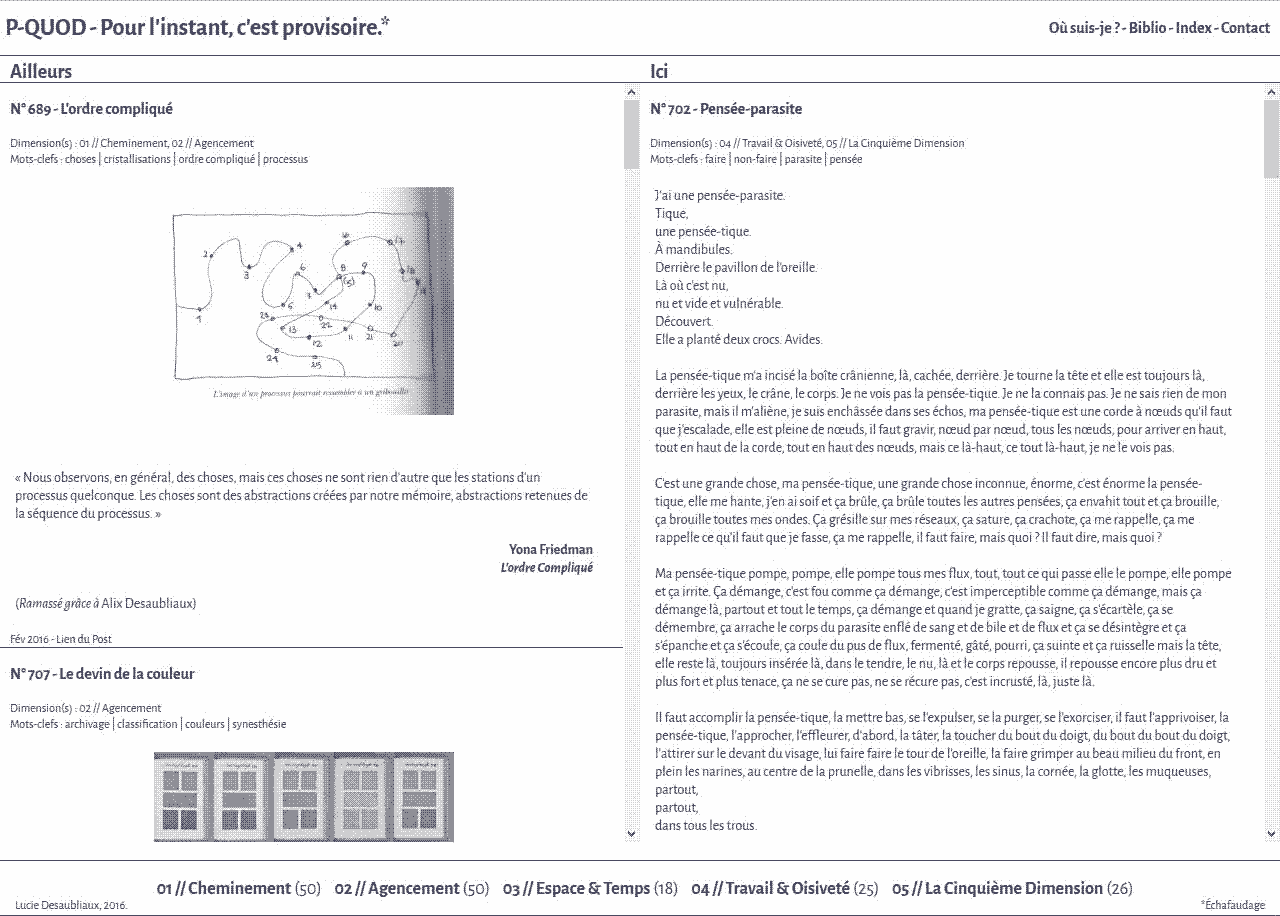 P-QUOD - Pour l'instant, c'est provisoire.*
Où suis-je ? - Biblio - Index - Contact
Ailleurs
N° 689 - L'ordre compliqué
Dimension(s) : 01 // Cheminement, 02 // Agencement
Mots-clefs : choses | cristallisations | ordre compliqué | processus
1
2
3
4
5
6
7
8
(5)
9
10
11
12
13
14
16
17
18
20
21
22
23
24
25
L'image d'un processus pourrait ressembler à un gribouillis
« Nous observons, en général, des choses, mais ces choses ne sont rien d'autre que les stations d'un
processus quelconque. Les choses sont des abstractions créées par notre mémoire, abstractions retenues de
la séquence du processus. »
Yona Friedman
L'ordre Compliqué
(Ramassé grâce à Alix Desaubliaux)
Fév 2016 - Lien du Post
N° 707 - Le devin de la couleur
Dimension(s) : 02 // Agencement
Mots-clefs : archivage | classification | couleurs | synesthésie
Ici
N° 702 - Pensée-parasite
Dimension(s) : 04 // Travail & Oisiveté, 05 // La Cinquième Dimension
Mots-clefs : faire | non-faire | parasite | pensée
J'ai une pensée-parasite.
Tique,
une pensée-tique.
À mandibules.
Derrière le pavillon de l'oreille.
Là où c'est nu,
nu et vide et vulnérable.
Découvert.
Elle a planté deux crocs. Avides.
La pensée-tique m'a incisé la boîte crânienne, là, cachée, derrière. Je tourne la tête et elle est toujours là,
derrière les yeux, le crâne, le corps. Je ne vois pas la pensée-tique. Je ne la connais pas. Je ne sais rien de mon
parasite, mais il m'aliène, je suis enchâssée dans ses échos, ma pensée-tique est une corde à nœuds qu'il faut
que j'escalade, elle est pleine de nœuds, il faut gravir, nœud par nœud, tous les nœuds, pour arriver en haut,
tout en haut de la corde, tout en haut des nœuds, mais ce là-haut, ce tout là-haut, je ne le vois pas.
C'est une grande chose, ma pensée-tique, une grande chose inconnue, énorme, c'est énorme la pensée-
tique, elle me hante, j'en ai soif et ça brûle, ça brûle toutes les autres pensées, ça envahit tout et ça brouille,
ça brouille toutes mes ondes. Ça grésille sur mes réseaux, ça sature, ça crachote, ça me rappelle, ça me
rappelle ce qu'il faut que je fasse, ça me rappelle, il faut faire, mais quoi ? Il faut dire, mais quoi ?
Ma pensée-tique pompe, pompe, elle pompe tous mes flux, tout, tout ce qui passe elle le pompe, elle pompe
et ça irrite. Ça démange, c'est fou comme ça démange, c'est imperceptible comme ça démange, mais ça
démange là, partout et tout le temps, ça démange et quand je gratte, ça saigne, ça s'écartèle, ça se
démembre, ça arrache le corps du parasite enflé de sang et de bile et de flux et ça se désintègre et ça
s'épanche et ça s'écoule, ça coule du pus de flux, fermenté, gâté, pourri, ça suinte et ça ruisselle mais la tête,
elle reste là, toujours insérée là, dans le tendre, le nu, là et le corps repousse, il repousse encore plus dru et
plus fort et plus tenace, ça ne se cure pas, ne se récure pas, c'est incrusté, là, juste là.
Il faut accomplir la pensée-tique, la mettre bas, se l'expulser, se la purger, se l'exorciser, il faut l'apprivoiser, la
pensée-tique, l'approcher, l'effleurer, d'abord, la tâter, la toucher du bout du doigt, du bout du bout du doigt,
l'attirer sur le devant du visage, lui faire faire le tour de l'oreille, la faire grimper au beau milieu du front, en
plein les narines, au centre de la prunelle, dans les vibrisses, les sinus, la cornée, la glotte, les muqueuses,
partout,
partout,
dans tous les trous.
01 // Cheminement (50) 02 // Agencement (50) 03 // Espace & Temps (18) 04 // Travail & Oisiveté (25) 05 // La Cinquième Dimension (26)
Lucie Desaubliaux, 2016.
*Échafaudage